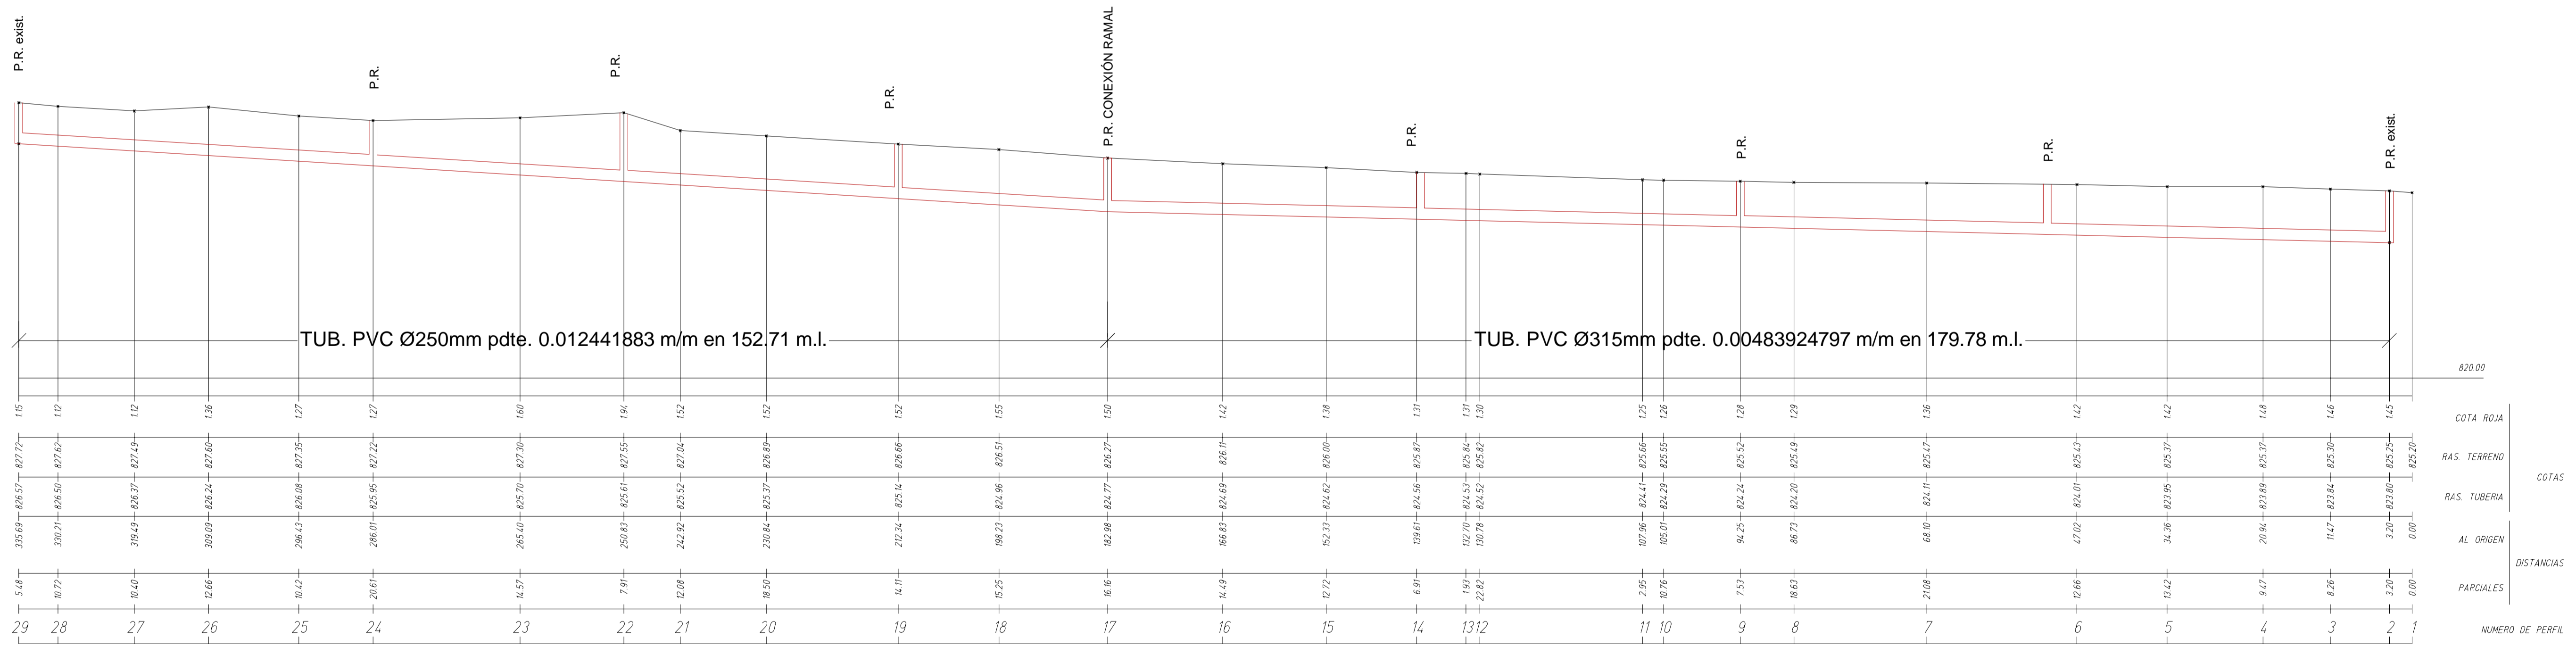 P.R. exist.
P.R.
P.R.
P.R.
P.R. CONEXIÓN RAMAL
P.R.
P.R.
P.R.
P.R. exist.
TUB. PVC Ø250mm pdte. 0.012441883 m/m en 152.71 m.l.
TUB. PVC Ø315mm pdte. 0.00483924797 m/m en 179.78 m.l.
820.00
1.15 1.12 1.12 1.36 1.27 1.27 1.60 1.94 1.52 1.52 1.52 1.55 1.50 1.42 1.38 1.31 1.31 1.30 1.25 1.26 1.28 1.29 1.36 1.42 1.42 1.48 1.46 1.45 COTA ROJA
827.72 827.62 827.49 827.60 827.35 827.22 827.30 827.55 827.04 826.89 826.66 826.51 826.27 826.11 826.00 825.87 825.84 825.82 825.66 825.55 825.52 825.49 825.47 825.43 825.37 825.37 825.30 825.25 825.20 RAS. TERRENO
COTAS
826.57 826.50 826.37 826.24 826.08 825.95 825.70 825.61 825.52 825.37 825.14 824.96 824.77 824.69 824.62 824.56 824.53 824.52 824.41 824.29 824.24 824.20 824.11 824.01 823.95 823.89 823.84 823.80 RAS. TUBERIA
335.69 330.21 319.49 309.09 296.43 286.01 265.40 250.83 242.92 230.84 212.34 198.23 182.98 166.83 152.33 139.61 132.70 130.78 107.96 105.01 94.25 86.73 68.10 47.02 34.36 20.94 11.47 3.20 0.00 AL ORIGEN
DISTANCIAS
5.48 10.72 10.40 12.66 10.42 20.61 14.57 7.91 12.08 18.50 14.11 15.25 16.16 14.49 12.72 6.91 1.93 22.82 2.95 10.76 7.53 18.63 21.08 12.66 13.42 9.47 8.26 3.20 0.00 PARCIALES
29 28 27 26 25 24 23 22 21 20 19 18 17 16 15 14 13 12 11 10 9 8 7 6 5 4 3 2 1 NUMERO DE PERFIL